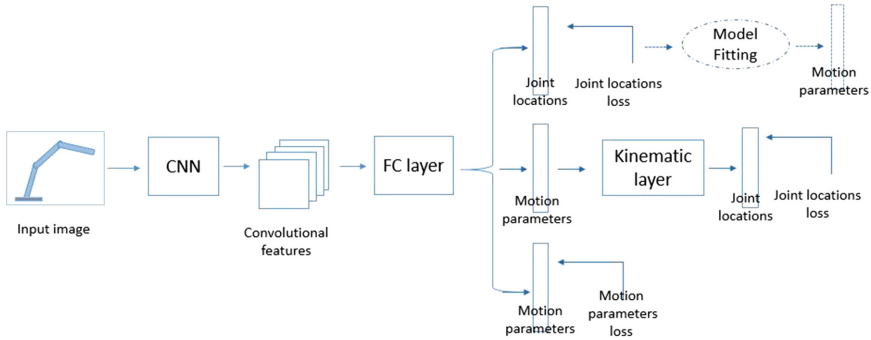 Input image
CNN
Convolutional
features
FC layer
Joint
locations
Joint locations
loss
Model
Fitting
Motion
parameters
Motion
parameters
Kinematic
layer
Joint
locations
Joint locations
loss
Motion
parameters
Motion
parameters
loss